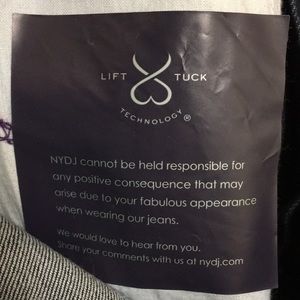 LIFT TUCK
TECHNOLOGY®
NYDJ cannot be held responsible for
any positive consequence that may
arise due to your fabulous appearance
when wearing our jeans.
We would love to hear from you.
Share your comments with us at nydj.com